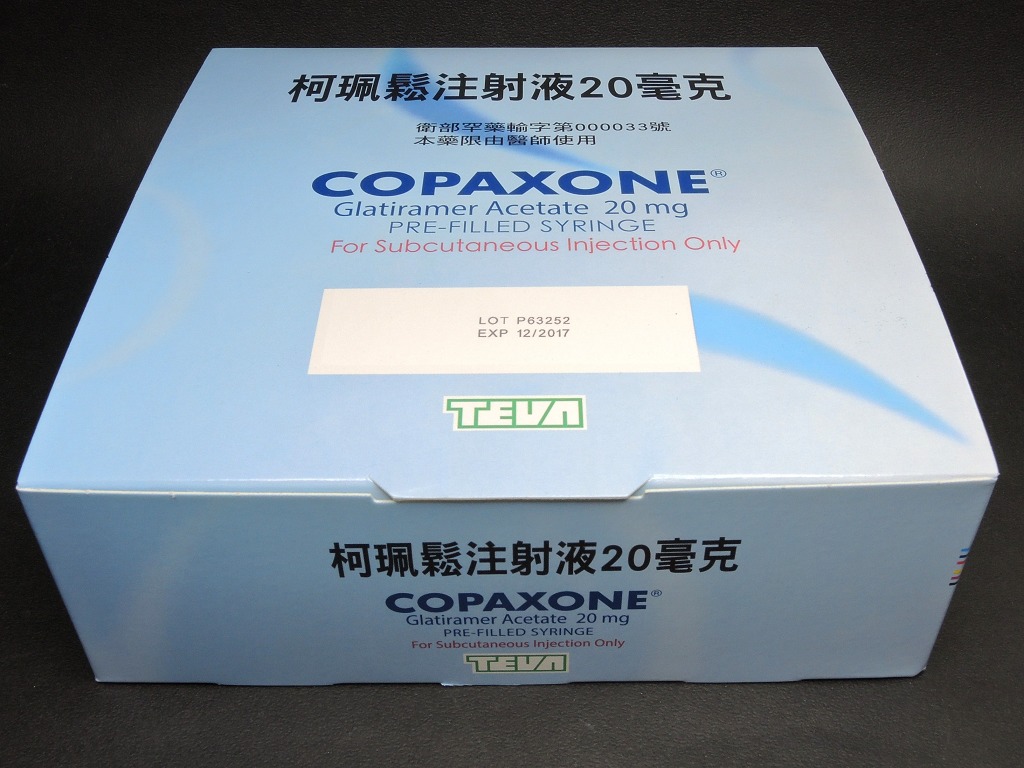 柯珮鬆注射液20毫克
衛部罕藥輸字第000033號
本藥限由醫師使用
COPAXONE®
Glatiramer Acetate 20 mg
PRE-FILLED SYRINGE
For Subcutaneous Injection Only
LOT P63252
EXP 12/2017
TEVA
柯珮鬆注射液20毫克
COPAXONE®
Glatiramer Acetate 20 mg
PRE-FILLED SYRINGE
For Subcutaneous Injection Only
TEVA